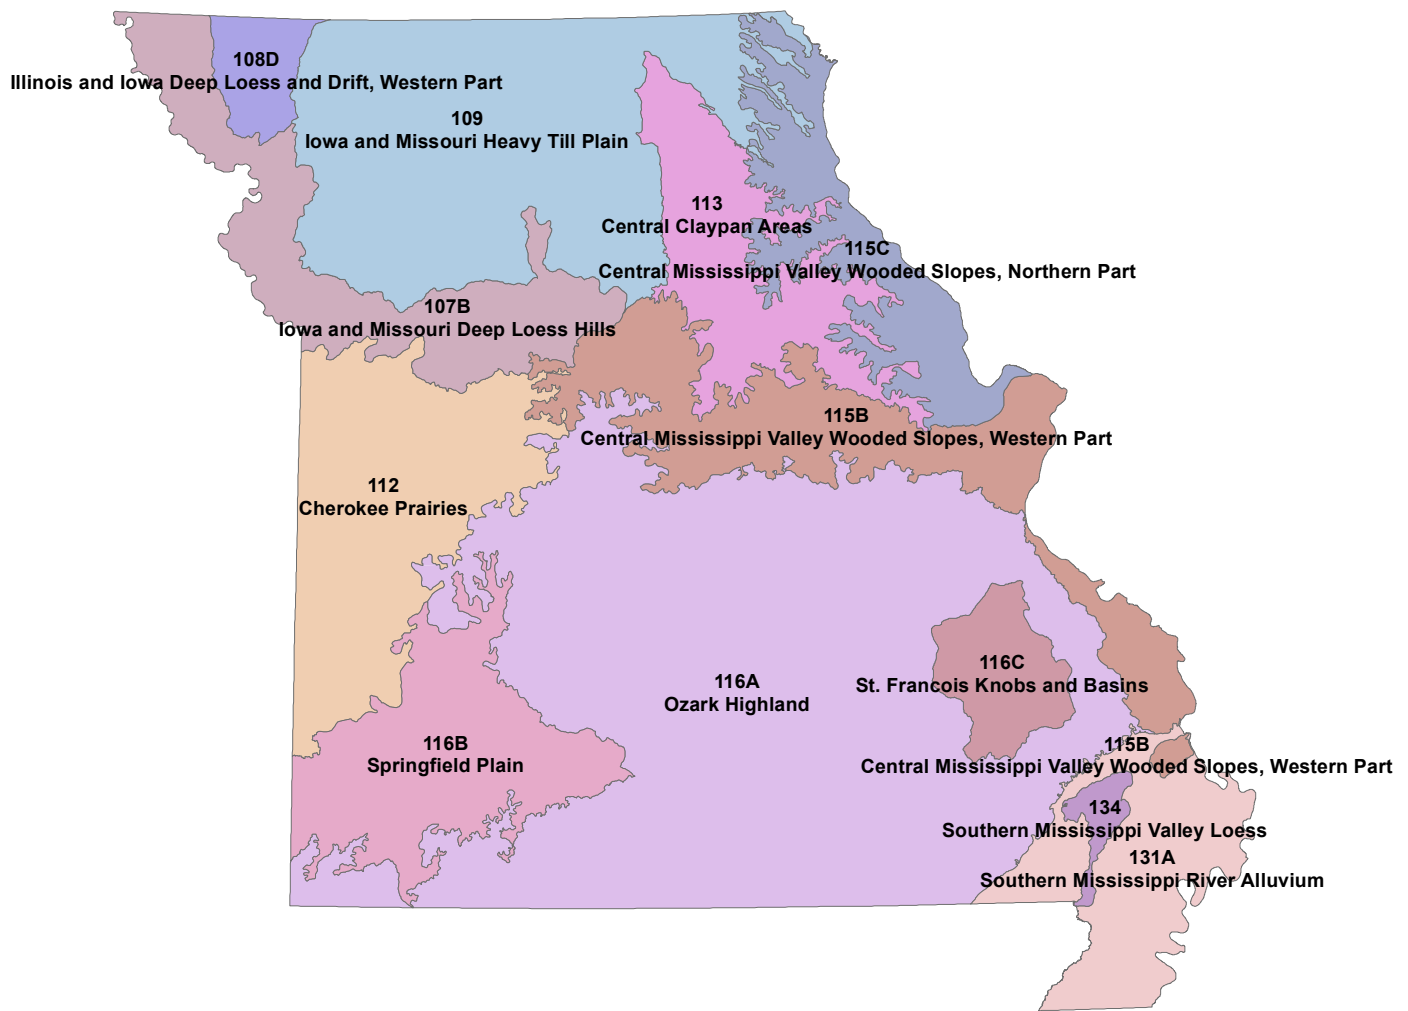 108D
Illinois and Iowa Deep Loess and Drift, Western Part
109
Iowa and Missouri Heavy Till Plain
113
Central Claypan Areas
115C
Central Mississippi Valley Wooded Slopes, Northern Part
107B
Iowa and Missouri Deep Loess Hills
115B
Central Mississippi Valley Wooded Slopes, Western Part
112
Cherokee Prairies
116C
St. Francois Knobs and Basins
116A
Ozark Highland
116B
Springfield Plain
115B
Central Mississippi Valley Wooded Slopes, Western Part
134
Southern Mississippi Valley Loess
131A
Southern Mississippi River Alluvium